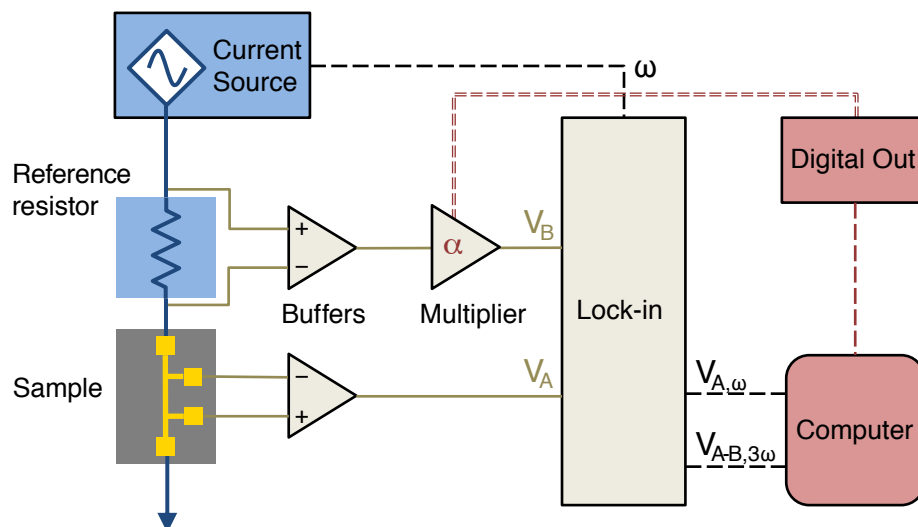 Current
Source
ω
Digital Out
Reference
resistor
+
−
α
V_B
Buffers
Multiplier
Lock-in
Sample
−
+
V_A
V_A,ω
V_A-B,3ω
Computer